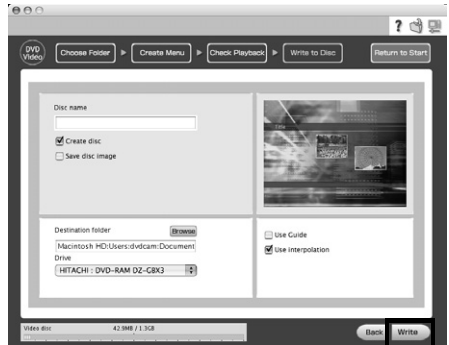 ?
DVD
Video
Choose Folder
Create Menu
Check Playback
Write to Disc
Return to Start
Disc name
Create disc
Save disc image
Title
Destination folder
Browse
Macintosh HD:Users:dvdcam:Document
Drive
HITACHI : DVD-RAM DZ-GBX3
Use Guide
Use interpolation
Video disc 42.9MB / 1.3GB
Back
Write